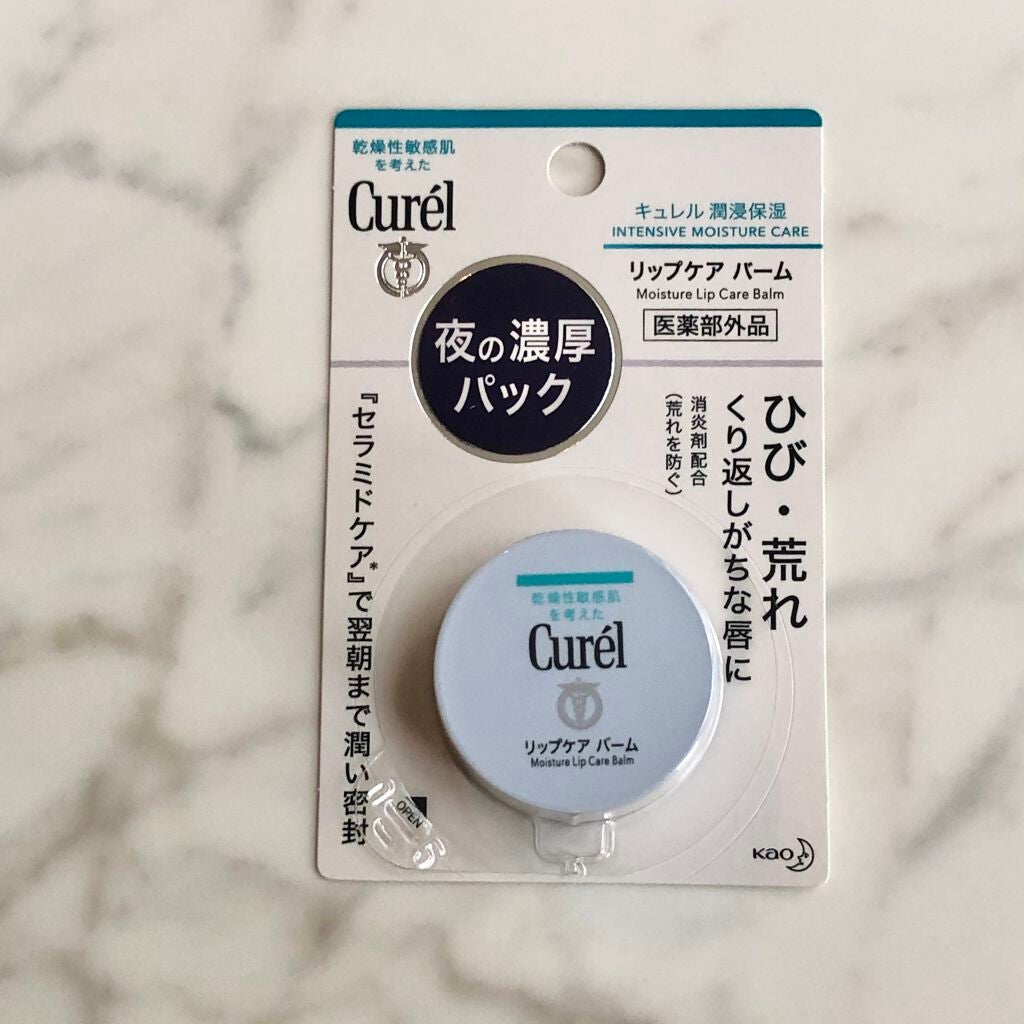 乾燥性敏感肌
を考えた
Curél
キュレル 潤浸保湿
INTENSIVE MOISTURE CARE
リップケア バーム
Moisture Lip Care Balm
医薬部外品
夜の濃厚
パック
ひび・荒れ
くり返しがちな唇に
消炎剤配合
(荒れを防ぐ)
『セラミドケア』*で翌朝まで潤い密封
乾燥性敏感肌
を考えた
Curél
リップケア バーム
Moisture Lip Care Balm
OPEN
Kao